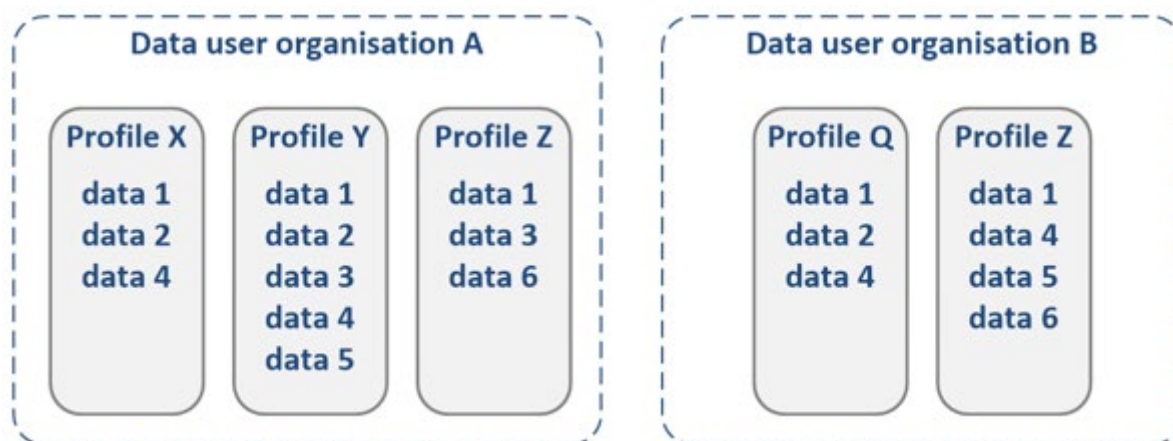 Data user organisation A
Profile X
data 1
data 2
data 4
Profile Y
data 1
data 2
data 3
data 4
data 5
Profile Z
data 1
data 3
data 6
Data user organisation B
Profile Q
data 1
data 2
data 4
Profile Z
data 1
data 4
data 5
data 6